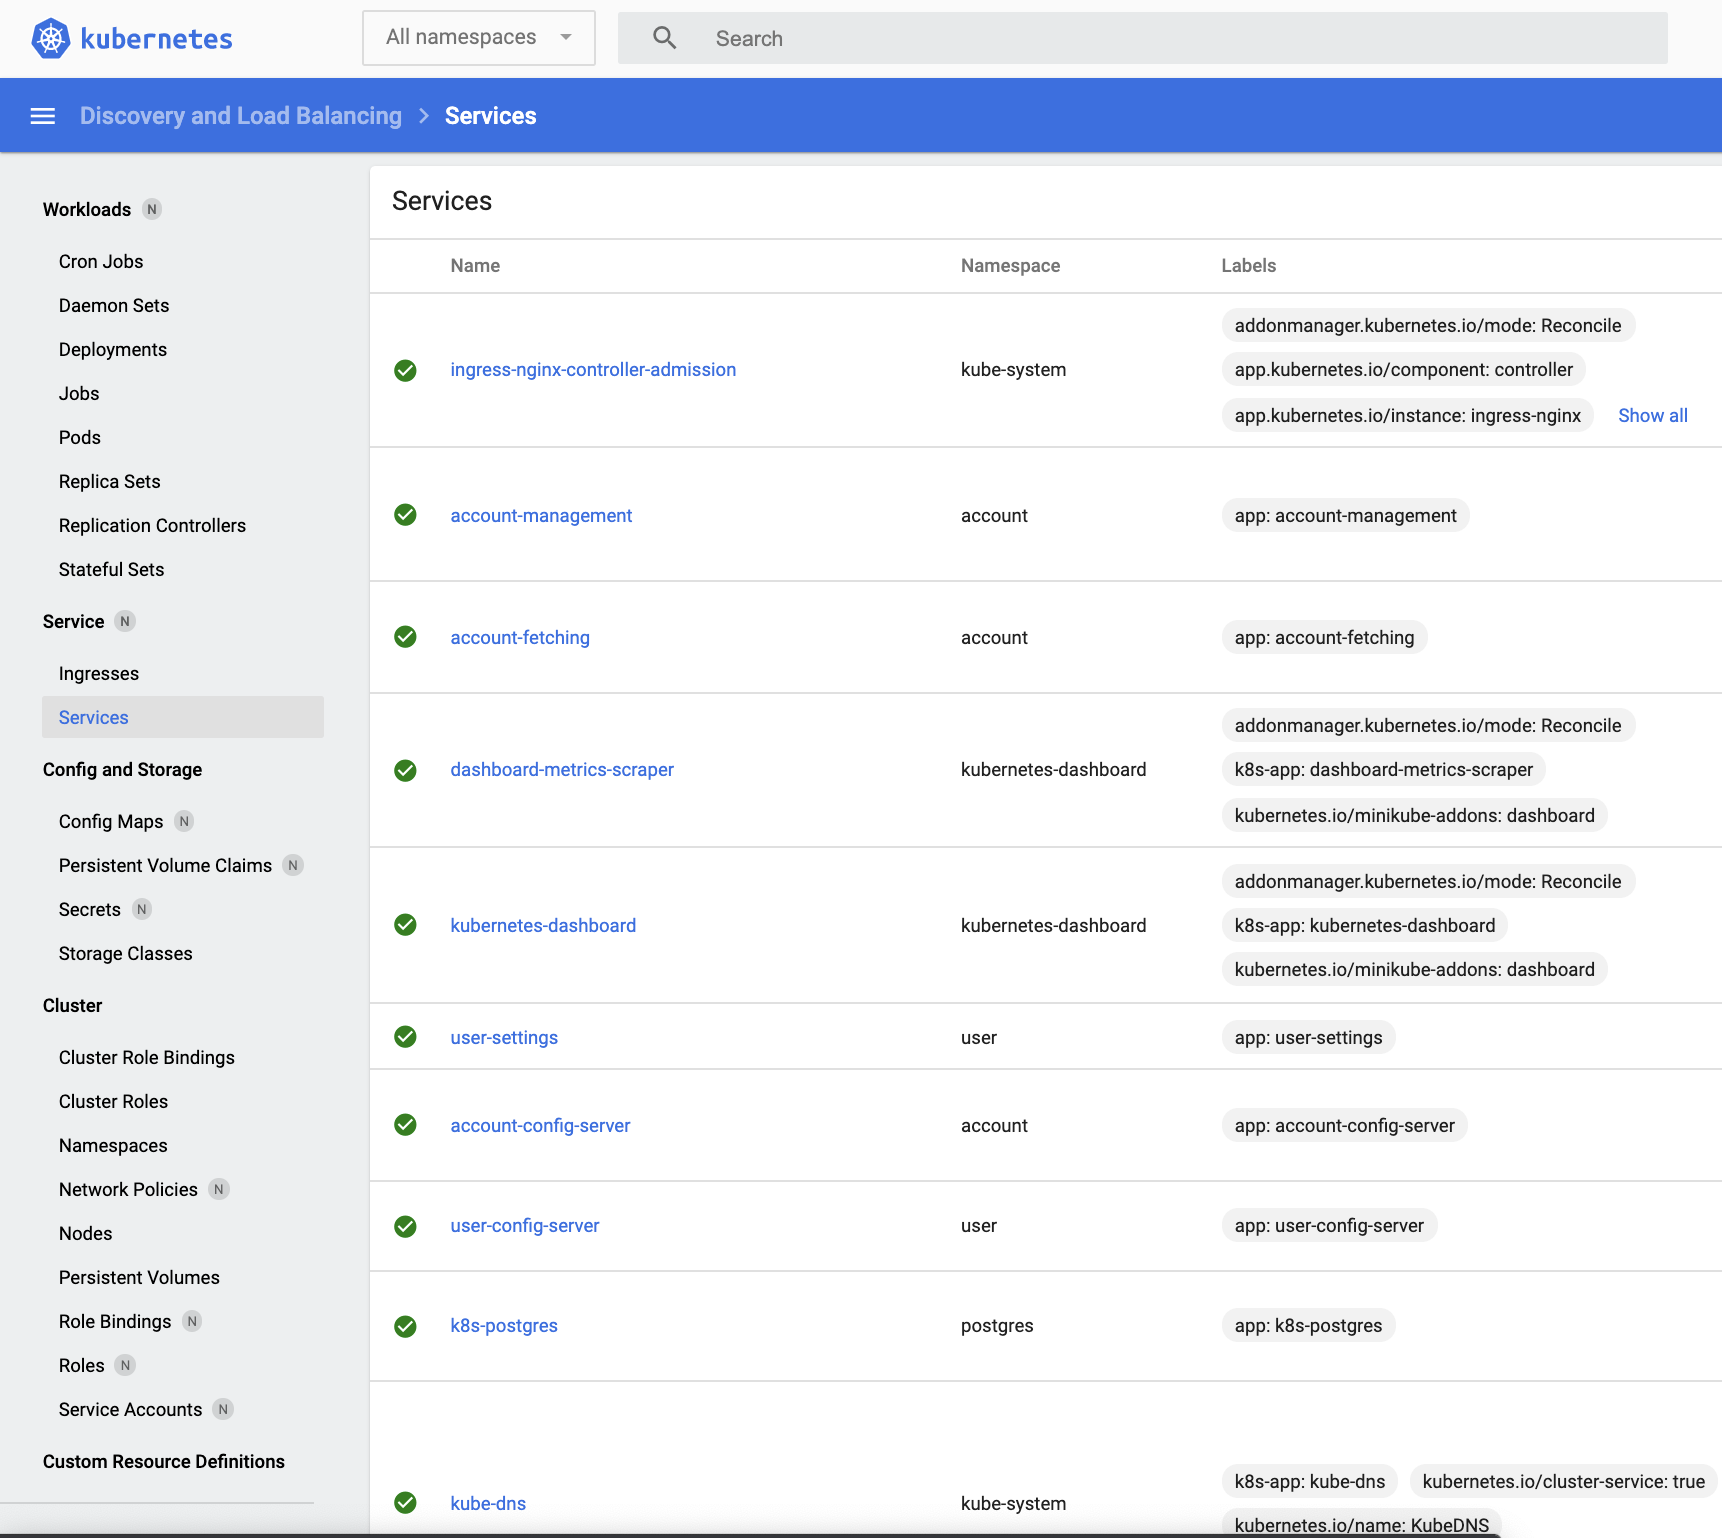 kubernetes
All namespaces
Search
Discovery and Load Balancing > Services
Workloads N
Cron Jobs
Daemon Sets
Deployments
Jobs
Pods
Replica Sets
Replication Controllers
Stateful Sets
Service N
Ingresses
Services
Config and Storage
Config Maps N
Persistent Volume Claims N
Secrets N
Storage Classes
Cluster
Cluster Role Bindings
Cluster Roles
Namespaces
Network Policies N
Nodes
Persistent Volumes
Role Bindings N
Roles N
Service Accounts N
Custom Resource Definitions
Services
Name Namespace Labels
addonmanager.kubernetes.io/mode: Reconcile
ingress-nginx-controller-admission kube-system app.kubernetes.io/component: controller
app.kubernetes.io/instance: ingress-nginx Show all
account-management account app: account-management
account-fetching account app: account-fetching
addonmanager.kubernetes.io/mode: Reconcile
dashboard-metrics-scraper kubernetes-dashboard k8s-app: dashboard-metrics-scraper
kubernetes.io/minikube-addons: dashboard
addonmanager.kubernetes.io/mode: Reconcile
kubernetes-dashboard kubernetes-dashboard k8s-app: kubernetes-dashboard
kubernetes.io/minikube-addons: dashboard
user-settings user app: user-settings
account-config-server account app: account-config-server
user-config-server user app: user-config-server
k8s-postgres postgres app: k8s-postgres
k8s-app: kube-dns kubernetes.io/cluster-service: true
kube-dns kube-system
kubernetes.io/name: KubeDNS